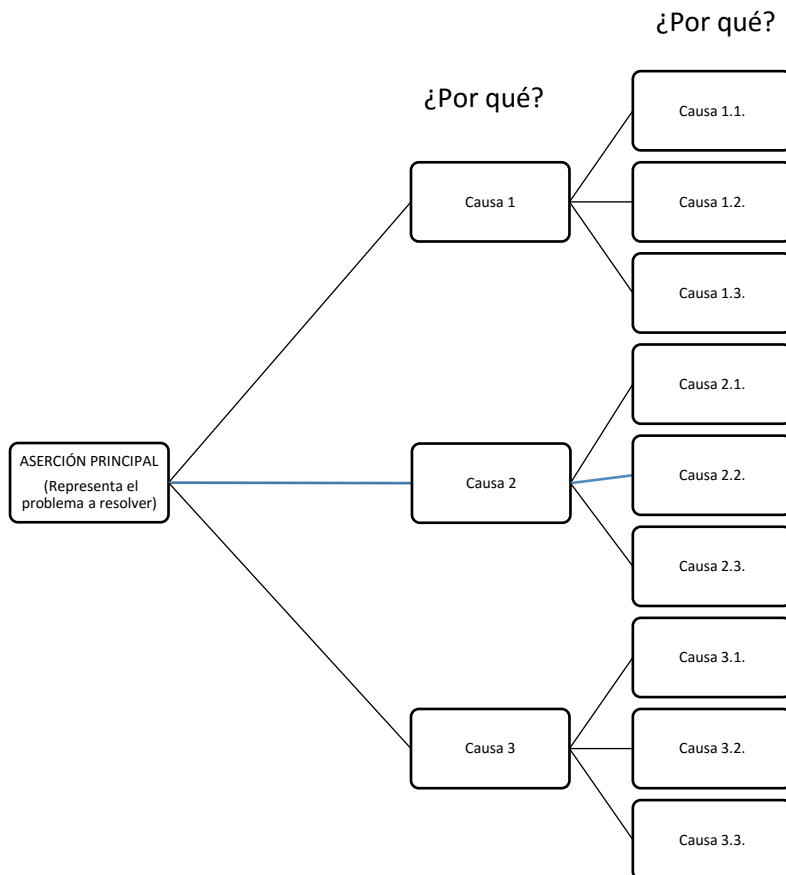 ¿Por qué?
¿Por qué?
Causa 1.1.
Causa 1
Causa 1.2.
Causa 1.3.
Causa 2.1.
ASERCIÓN PRINCIPAL
(Representa el
problema a resolver)
Causa 2
Causa 2.2.
Causa 2.3.
Causa 3.1.
Causa 3
Causa 3.2.
Causa 3.3.